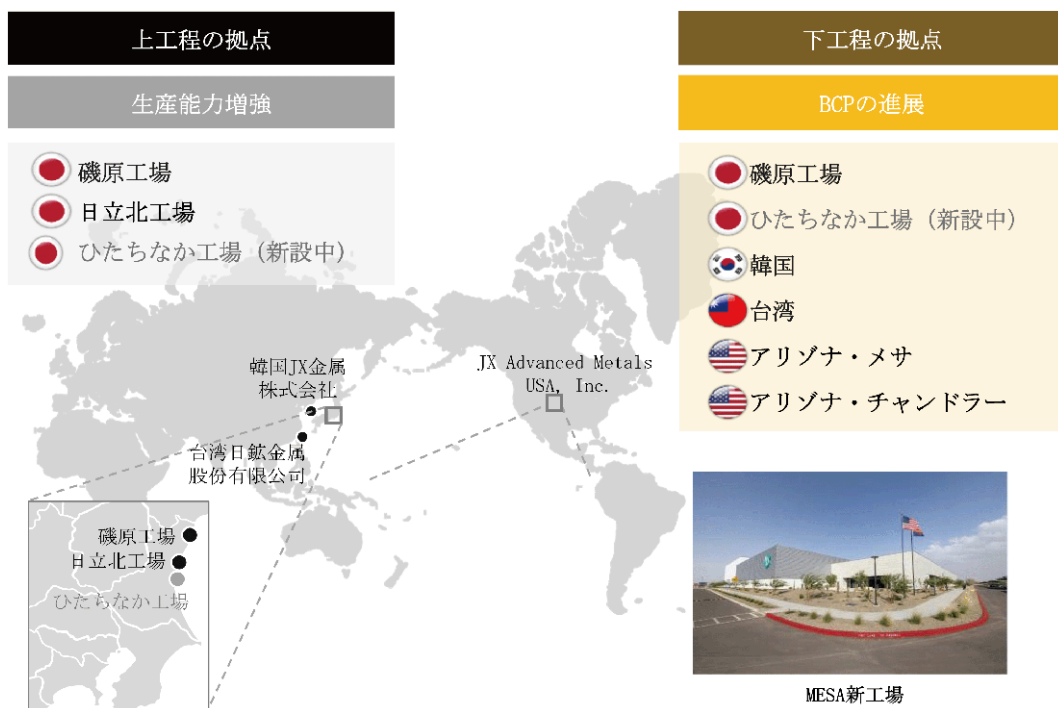 上工程の拠点
生産能力増強
磯原工場
日立北工場
ひたちなか工場（新設中）
下工程の拠点
BCPの進展
磯原工場
ひたちなか工場（新設中）
韓国
台湾
アリゾナ・メサ
アリゾナ・チャンドラー
韓国JX金属
株式会社
台湾日鉱金属
股份有限公司
JX Advanced Metals
USA, Inc.
磯原工場
日立北工場
ひたちなか工場
MESA新工場